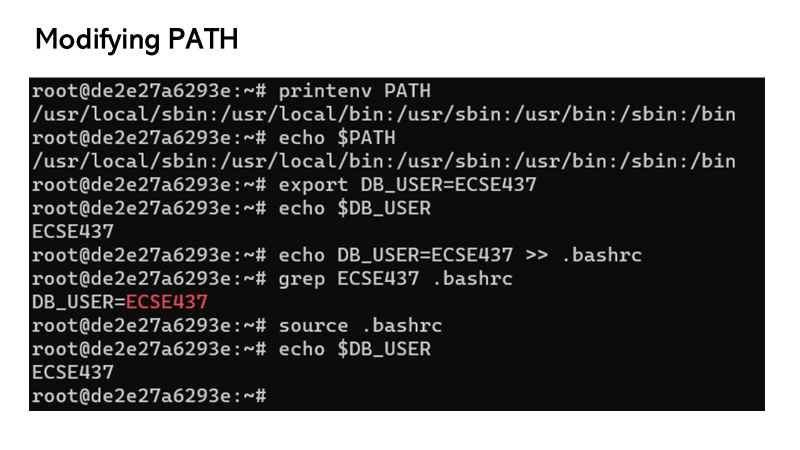 Modifying PATH
root@de2e27a6293e:~# printenv PATH
/usr/local/sbin:/usr/local/bin:/usr/sbin:/usr/bin:/sbin:/bin
root@de2e27a6293e:~# echo $PATH
/usr/local/sbin:/usr/local/bin:/usr/sbin:/usr/bin:/sbin:/bin
root@de2e27a6293e:~# export DB_USER=ECSE437
root@de2e27a6293e:~# echo $DB_USER
ECSE437
root@de2e27a6293e:~# echo DB_USER=ECSE437 >> .bashrc
root@de2e27a6293e:~# grep ECSE437 .bashrc
DB_USER=ECSE437
root@de2e27a6293e:~# source .bashrc
root@de2e27a6293e:~# echo $DB_USER
ECSE437
root@de2e27a6293e:~#